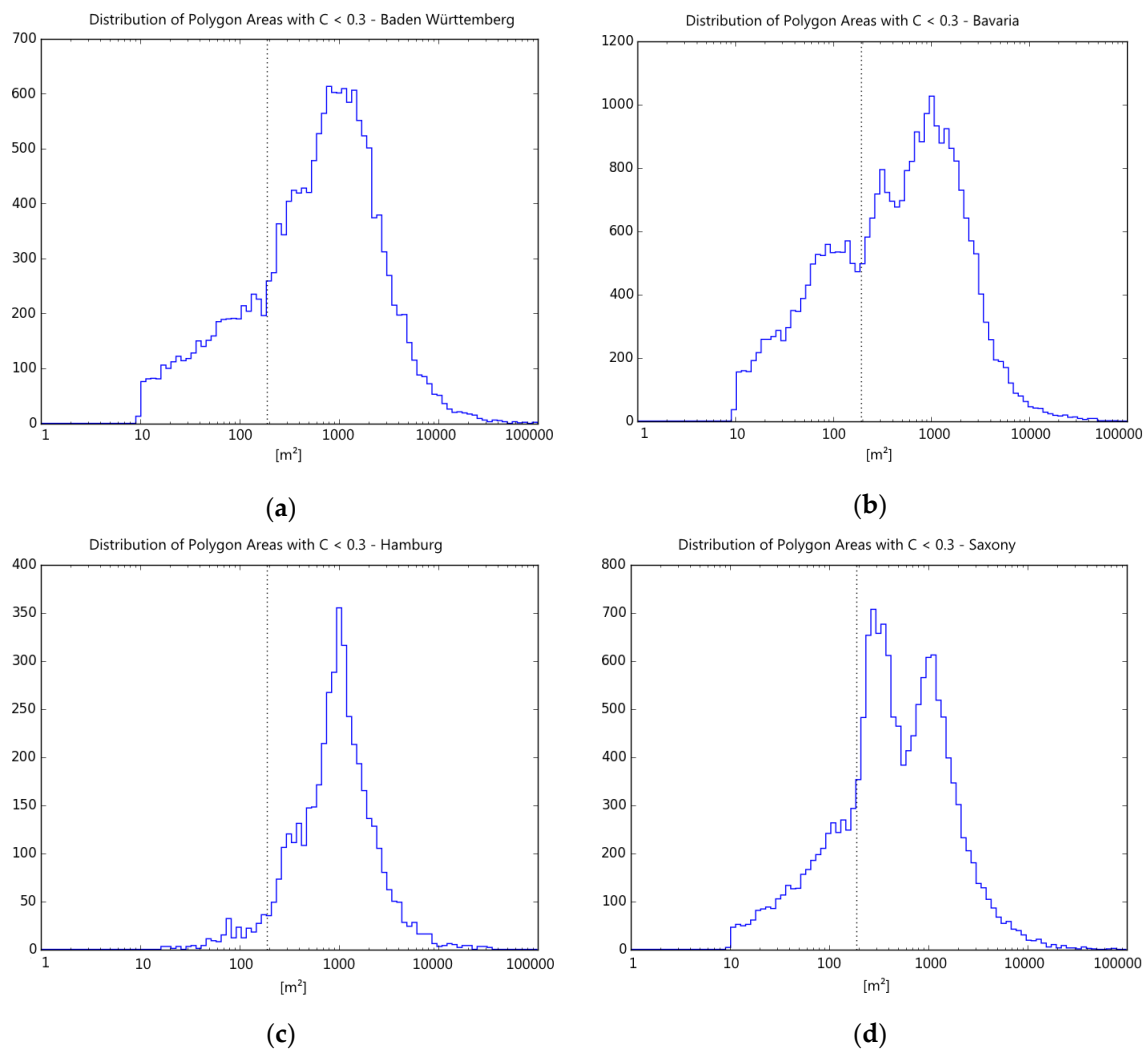 Distribution of Polygon Areas with C < 0.3 - Baden Württemberg
700
600
500
400
300
200
100
0
1 10 100 1000 10000 100000
[m²]
(a)
Distribution of Polygon Areas with C < 0.3 - Bavaria
1200
1000
800
600
400
200
0
1 10 100 1000 10000 100000
[m²]
(b)
Distribution of Polygon Areas with C < 0.3 - Hamburg
400
350
300
250
200
150
100
50
0
1 10 100 1000 10000 100000
[m²]
(c)
Distribution of Polygon Areas with C < 0.3 - Saxony
800
700
600
500
400
300
200
100
0
1 10 100 1000 10000 100000
[m²]
(d)